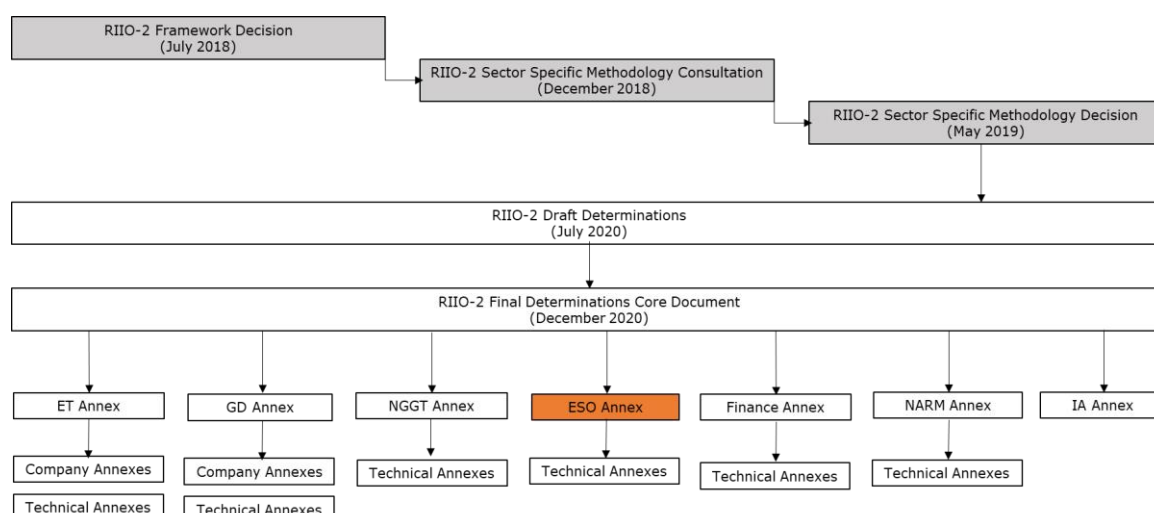 RIIO-2 Framework Decision
(July 2018)
RIIO-2 Sector Specific Methodology Consultation
(December 2018)
RIIO-2 Sector Specific Methodology Decision
(May 2019)
RIIO-2 Draft Determinations
(July 2020)
RIIO-2 Final Determinations Core Document
(December 2020)
ET Annex
GD Annex
NGGT Annex
ESO Annex
Finance Annex
NARM Annex
IA Annex
Company Annexes
Company Annexes
Technical Annexes
Technical Annexes
Technical Annexes
Technical Annexes
Technical Annexes
Technical Annexes